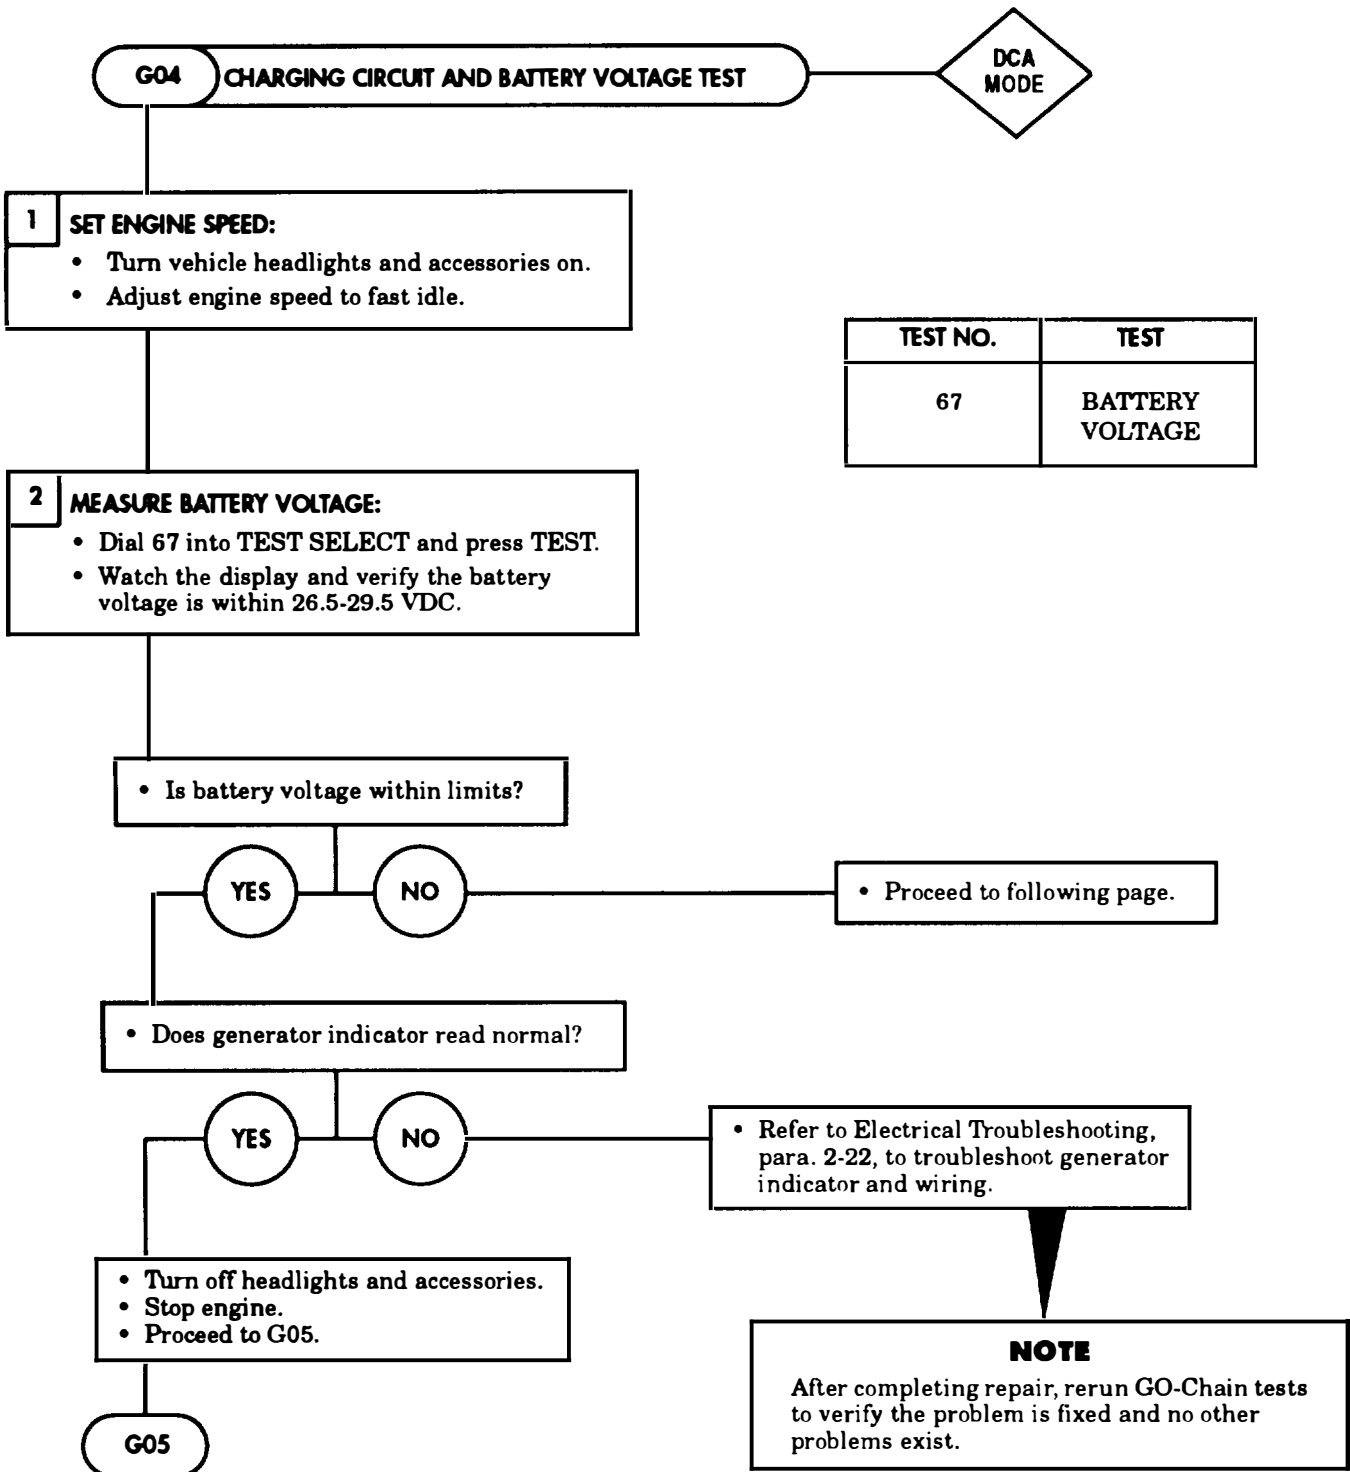 G04 CHARGING CIRCUIT AND BATTERY VOLTAGE TEST
DCA
MODE
1 SET ENGINE SPEED:
• Turn vehicle headlights and accessories on.
• Adjust engine speed to fast idle.
TEST NO. TEST
67 BATTERY
VOLTAGE
2 MEASURE BATTERY VOLTAGE:
• Dial 67 into TEST SELECT and press TEST.
• Watch the display and verify the battery
voltage is within 26.5-29.5 VDC.
• Is battery voltage within limits?
YES NO
• Proceed to following page.
• Does generator indicator read normal?
YES NO
• Refer to Electrical Troubleshooting,
para. 2-22, to troubleshoot generator
indicator and wiring.
• Turn off headlights and accessories.
• Stop engine.
• Proceed to G05.
NOTE
After completing repair, rerun GO-Chain tests
to verify the problem is fixed and no other
problems exist.
G05